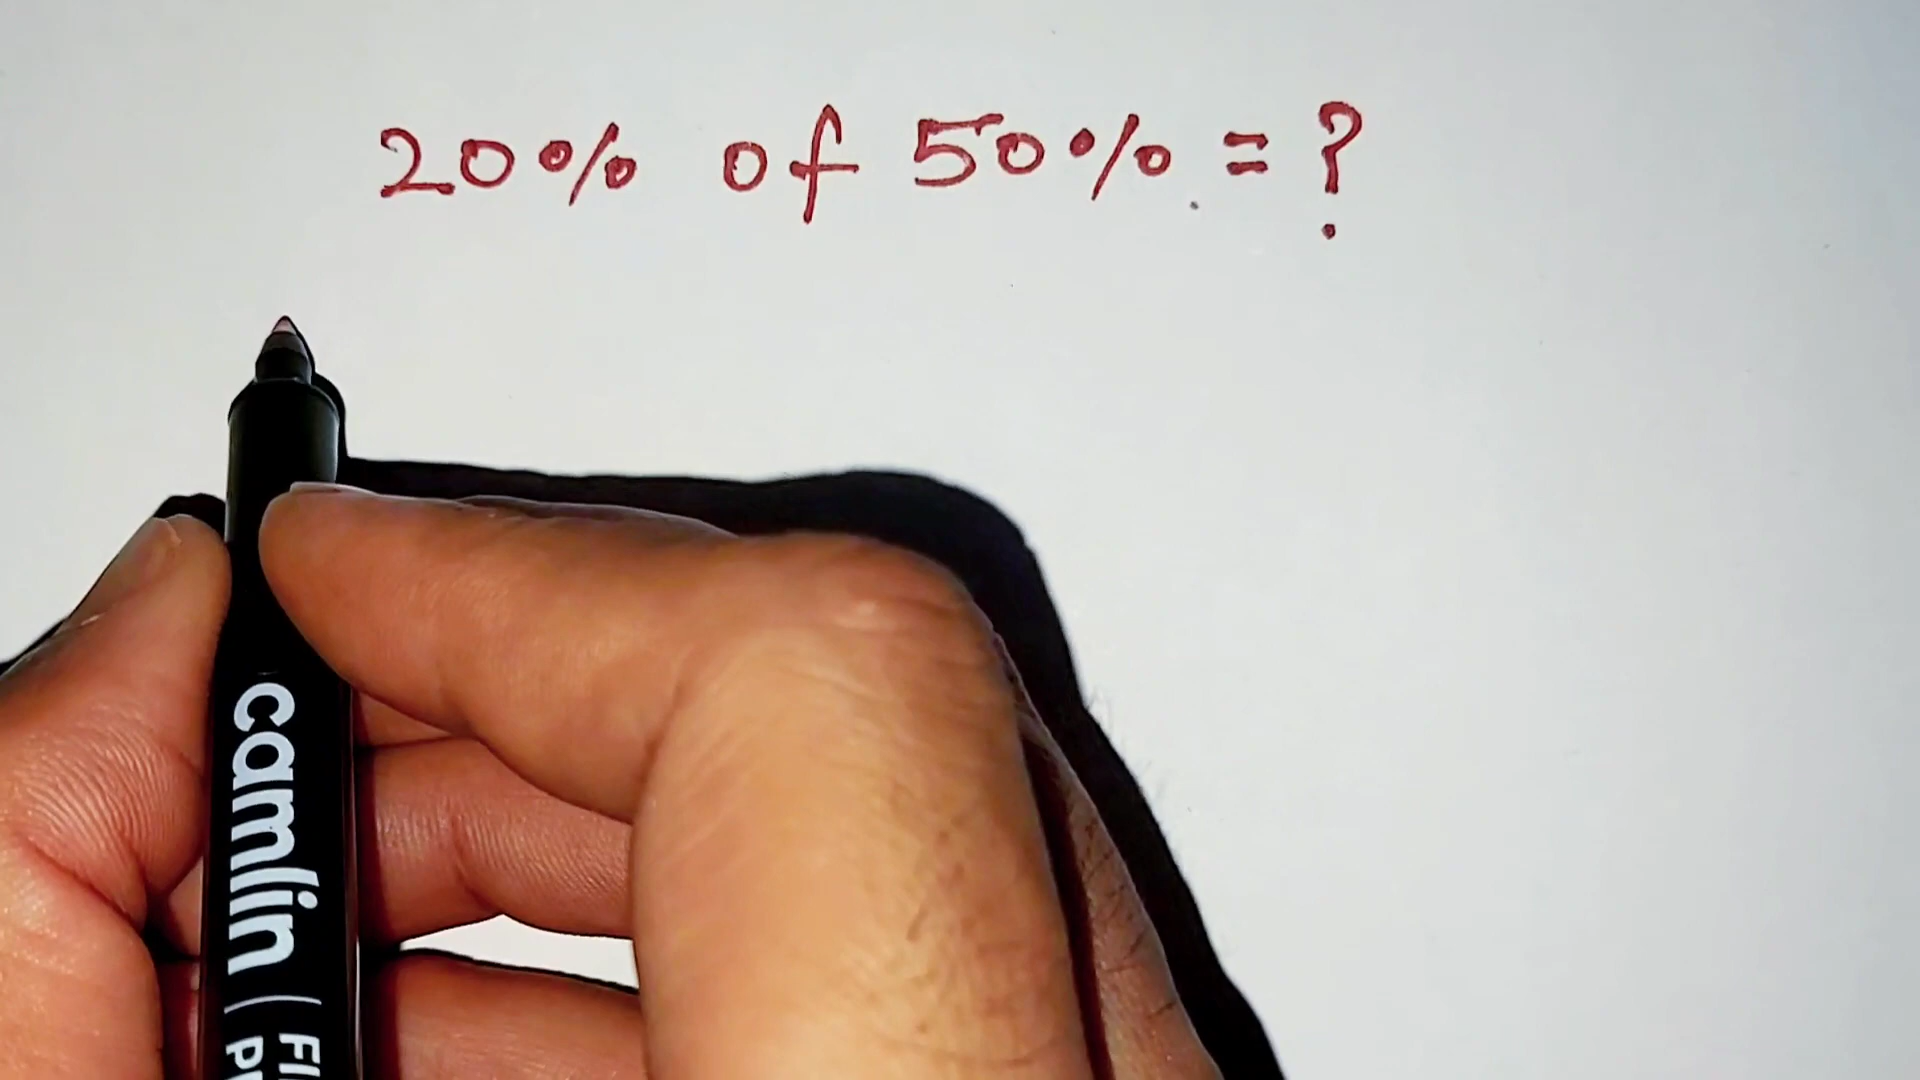 20% of 50% = ?
camlin